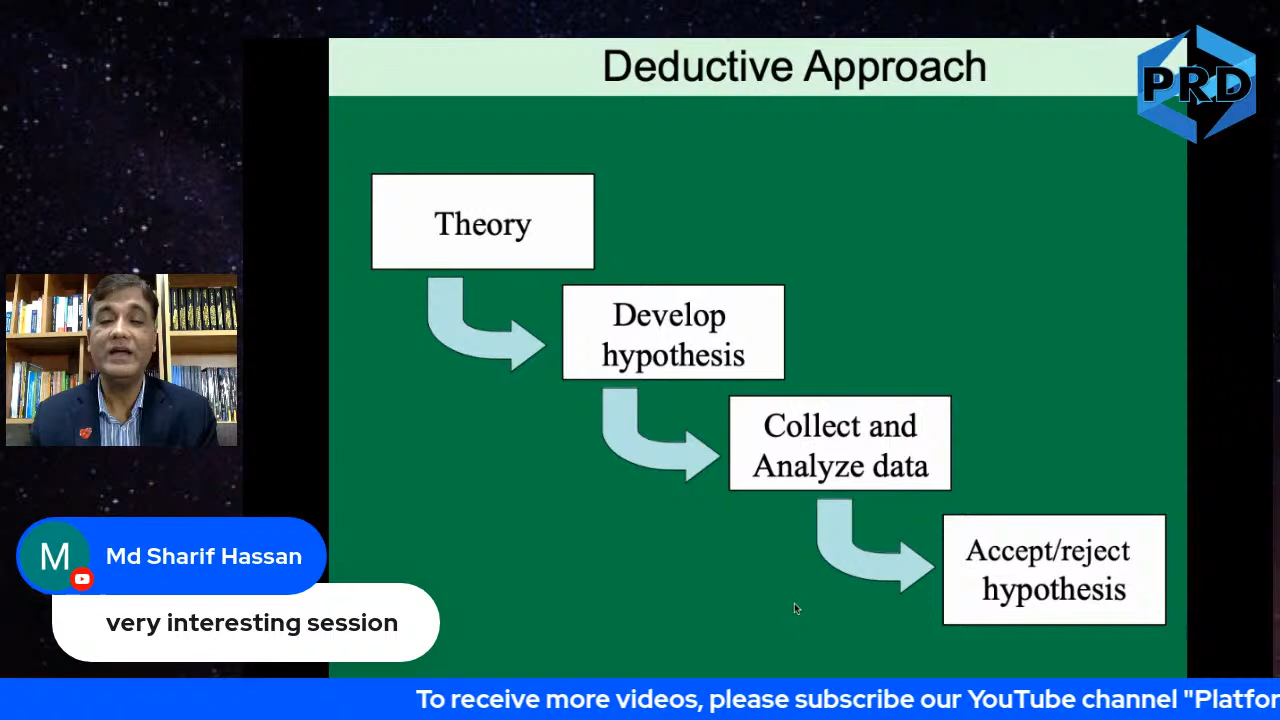 Deductive Approach
PRD
Theory
Develop
hypothesis
Collect and
Analyze data
Accept/reject
hypothesis
M
Md Sharif Hassan
very interesting session
To receive more videos, please subscribe our YouTube channel "Platfor